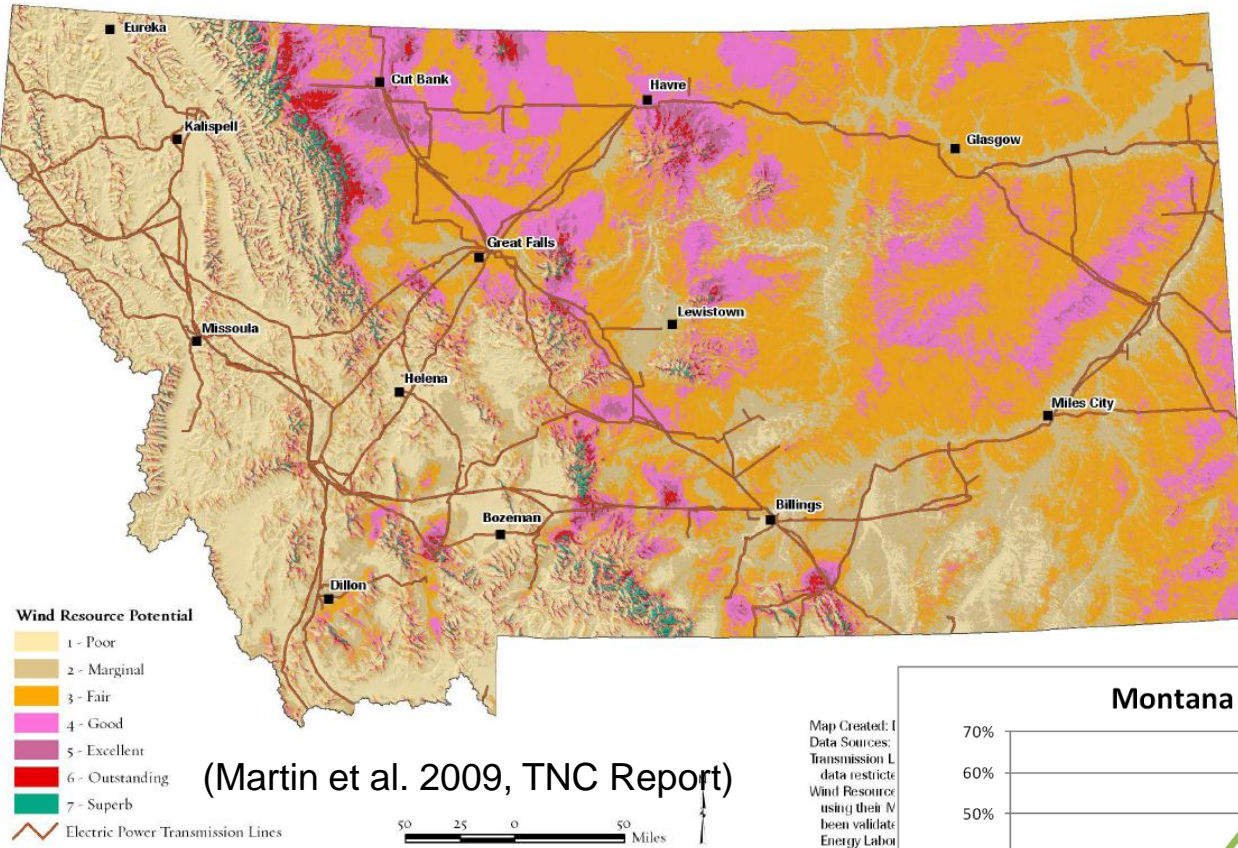 Eureka
Cut Bank
Havre
Kalispell
Glasgow
Great Falls
Lewistown
Missoula
Helena
Miles City
Billings
Bozeman
Dillon
Wind Resource Potential
1 - Poor
2 - Marginal
3 - Fair
4 - Good
5 - Excellent
6 - Outstanding
7 - Superb
Electric Power Transmission Lines
(Martin et al. 2009, TNC Report)
50 25 0 50 Miles
Map Created:
Data Sources:
Transmission L
data restricte
Wind Resource
using their M
been validate
Energy Labor
Montana
70%
60%
50%